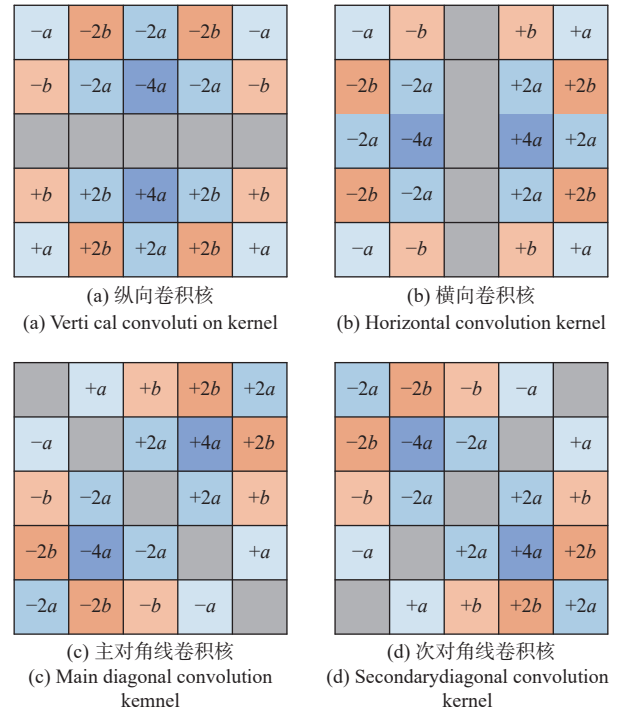 −a −2b −2a −2b −a
−b −2a −4a −2a −b
+b +2b +4a +2b +b
+a +2b +2a +2b +a
(a) 纵向卷积核
(a) Verti cal convoluti on kernel
−a −b +b +a
−2b −2a +2a +2b
−2a −4a +4a +2a
−2b −2a +2a +2b
−a −b +b +a
(b) 横向卷积核
(b) Horizontal convolution kernel
+a +b +2b +2a
−a +2a +4a +2b
−b −2a +2a +b
−2b −4a −2a +a
−2a −2b −b −a
(c) 主对角线卷积核
(c) Main diagonal convolution
kemnel
−2a −2b −b −a
−2b −4a −2a +a
−b −2a +2a +b
−a +2a +4a +2b
+a +b +2b +2a
(d) 次对角线卷积核
(d) Secondarydiagonal convolution
kernel